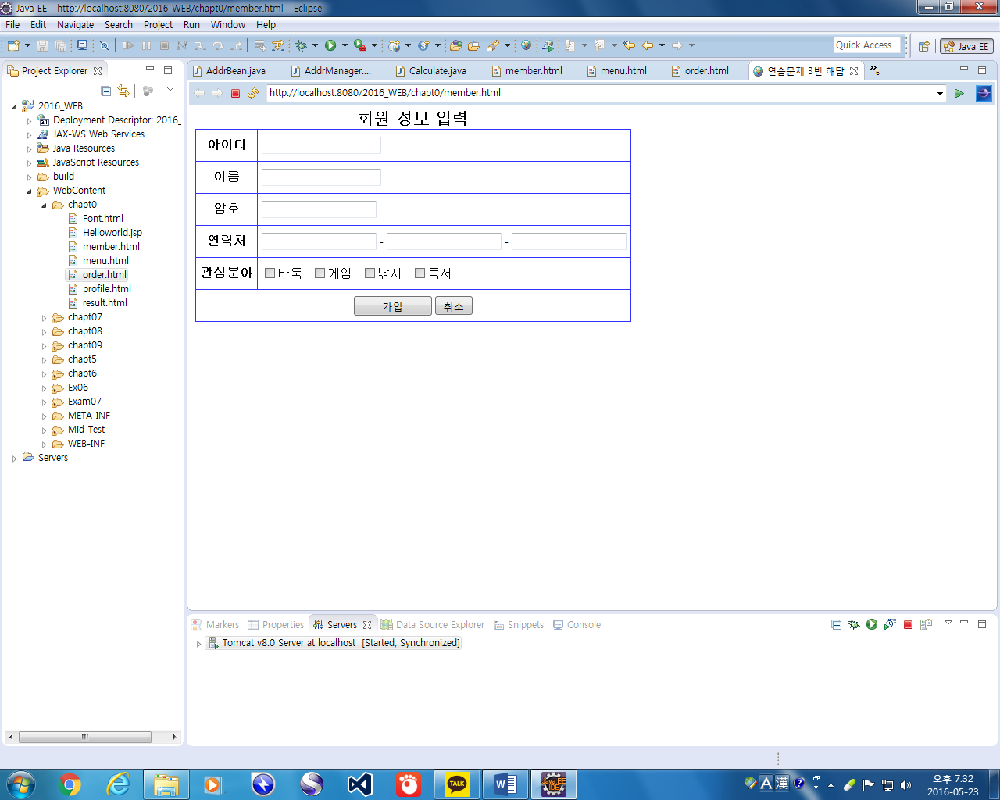 Java EE - http://localhost:8080/2016_WEB/chapt0/member.html - Eclipse
File Edit Navigate Search Project Run Window Help
Quick Access
Java EE
Project Explorer
AddrBean.java
AddrManager....
Calculate.java
member.html
menu.html
order.html
연습문제 3번 해답
»6
http://localhost:8080/2016_WEB/chapt0/member.html
2016_WEB
Deployment Descriptor: 2016_
JAX-WS Web Services
Java Resources
JavaScript Resources
build
WebContent
chapt0
Font.html
Helloworld.jsp
member.html
menu.html
order.html
profile.html
result.html
chapt07
chapt08
chapt09
chapt5
chapt6
Ex06
Exam07
META-INF
Mid_Test
WEB-INF
Servers
회원 정보 입력
아이디
이름
암호
연락처 - -
관심분야 바둑 게임 낚시 독서
가입 취소
Markers Properties Servers Data Source Explorer Snippets Console
Tomcat v8.0 Server at localhost [Started, Synchronized]
TALK
Java EE
IDE
A 漢
오후 7:32
2016-05-23